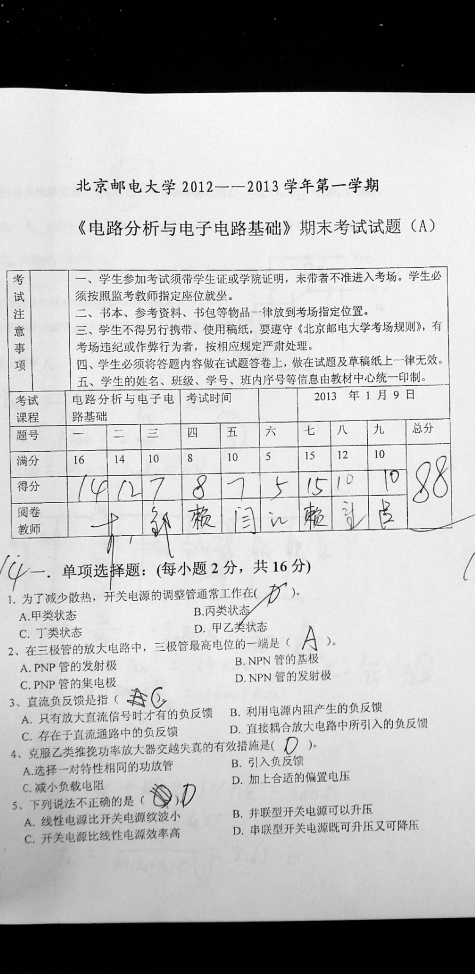 北京邮电大学2012——2013学年第一学期
《电路分析与电子电路基础》期末考试试题（A）
考试注意事项
一、学生参加考试须带学生证或学院证明，未带者不准进入考场。学生必
须按照监考教师指定座位就坐。
二、书本、参考资料、书包等物品一律放到考场指定位置。
三、学生不得另行携带、使用稿纸，要遵守《北京邮电大学考场规则》，有
考场违纪或作弊行为者，按相应规定严肃处理。
四、学生必须将答题内容做在试题答卷上，做在试题及草稿纸上一律无效。
五、学生的姓名、班级、学号、班内序号等信息由教材中心统一印制。
考试课程 电路分析与电子电路基础 考试时间 2013 年 1 月 9 日
题号 一 二 三 四 五 六 七 八 九 总分
满分 16 14 10 8 10 5 15 12 10
得分 14 12 7 8 7 5 15 10 10 88
阅卷教师
14 一．单项选择题：(每小题2分，共16分)
1. 为了减少散热，开关电源的调整管通常工作在( D )。
A.甲类状态 B.丙类状态
C. 丁类状态 D. 甲乙类状态
2、在三极管的放大电路中，三极管最高电位的一端是（ A ）。
A. PNP 管的发射极 B. NPN 管的基极
C. PNP 管的集电极 D. NPN 管的发射极
3、直流负反馈是指（ C
A. 只有放大直流信号时才有的负反馈 B. 利用电源内阻产生的负反馈
C. 存在于直流通路中的负反馈 D. 直接耦合放大电路中所引入的负反馈
4、克服乙类推挽功率放大器交越失真的有效措施是( D )。
A.选择一对特性相同的功放管 B. 引入负反馈
C. 减小负载电阻 D. 加上合适的偏置电压
5、下列说法不正确的是（ D
A. 线性电源比开关电源纹波小 B. 并联型开关电源可以升压
C. 开关电源比线性电源效率高 D. 串联型开关电源既可升压又可降压